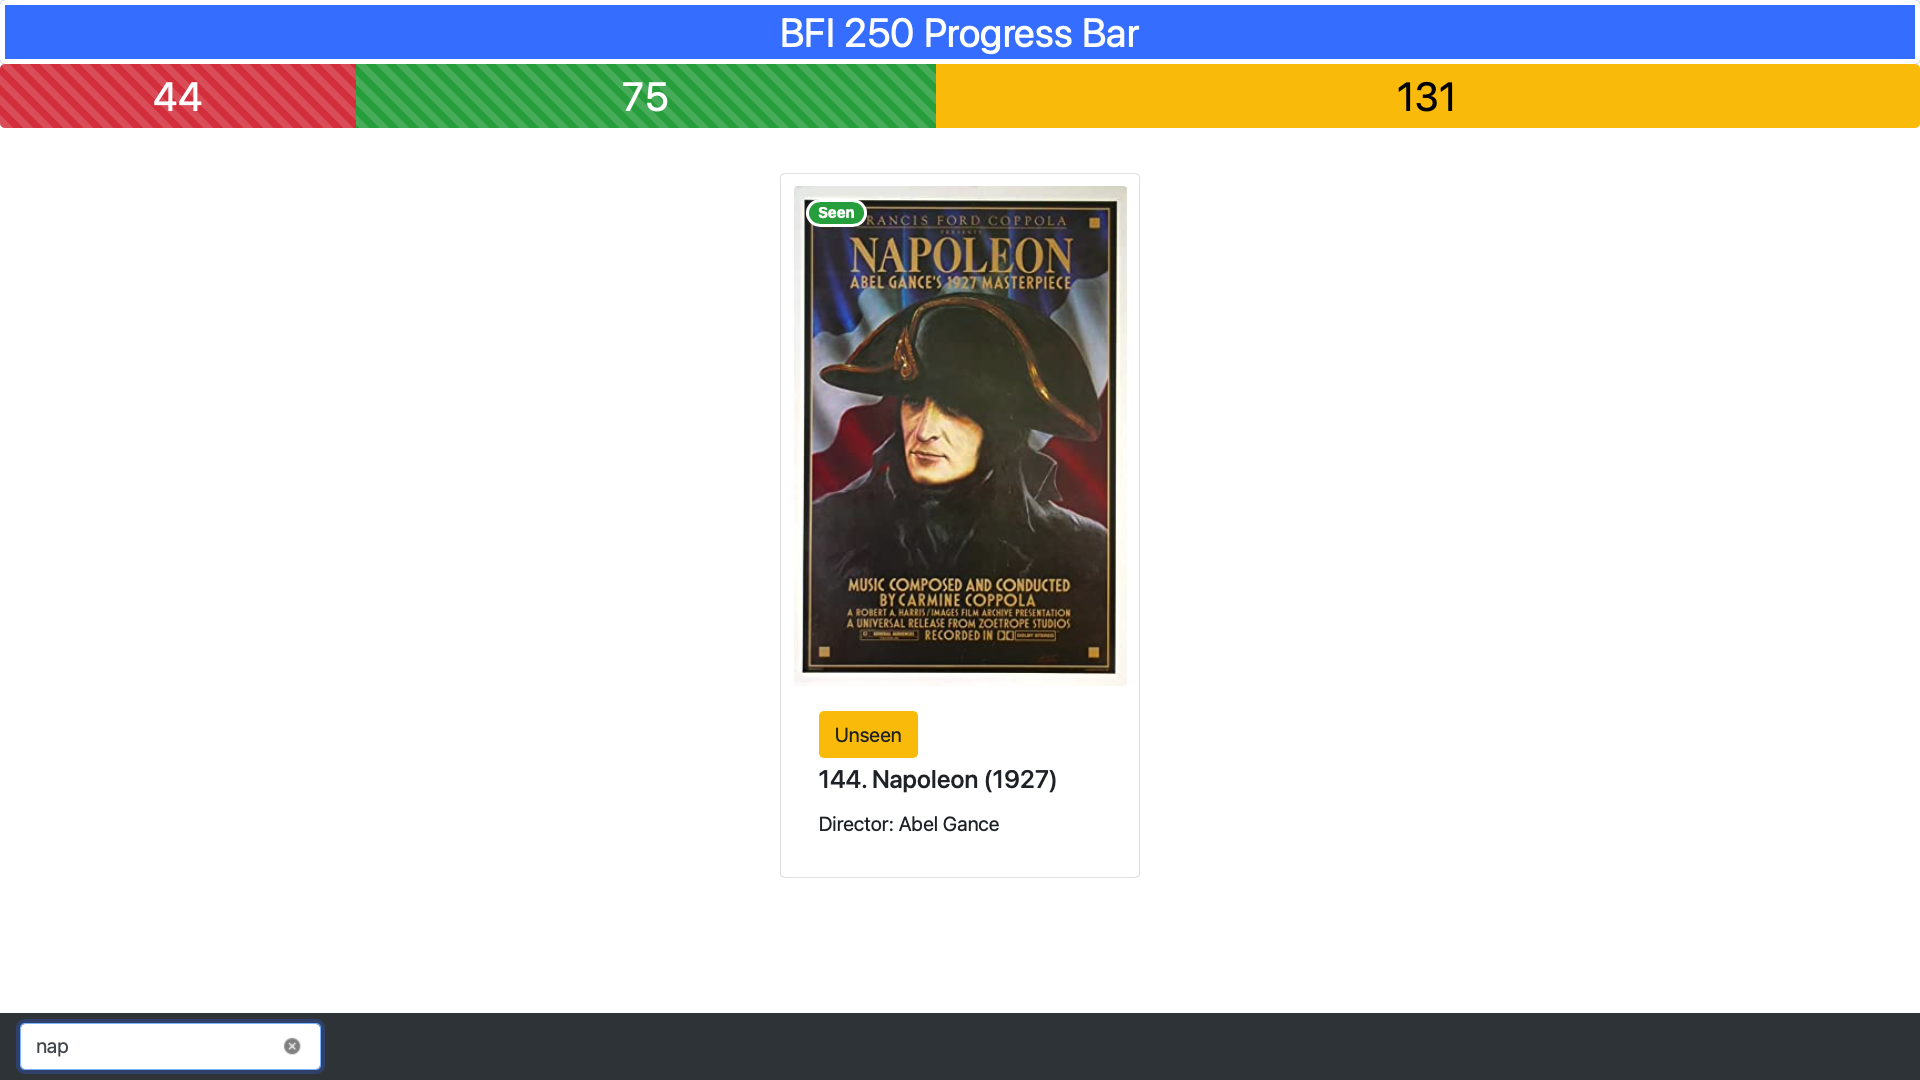 BFI 250 Progress Bar
44 75 131
Seen
FRANCIS FORD COPPOLA
PRESENTS
NAPOLEON
ABEL GANCE'S 1927 MASTERPIECE
MUSIC COMPOSED AND CONDUCTED
BY CARMINE COPPOLA
A ROBERT A. HARRIS / IMAGES FILM ARCHIVE PRESENTATION
A UNIVERSAL RELEASE FROM ZOETROPE STUDIOS
RECORDED IN DOLBY STEREO
Unseen
144. Napoleon (1927)
Director: Abel Gance
nap